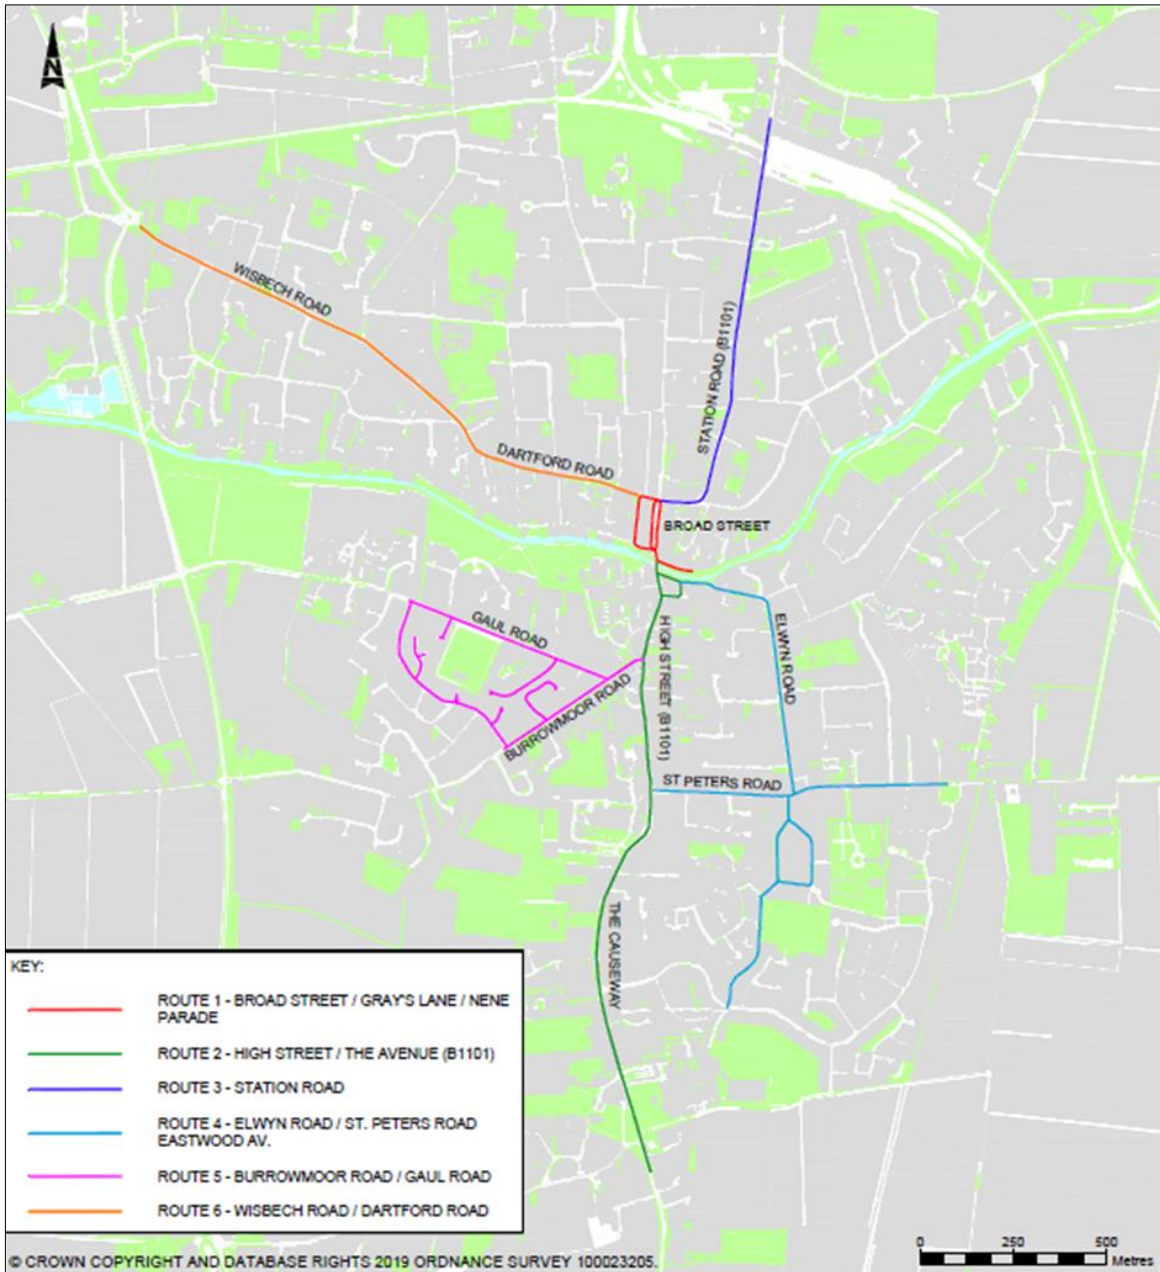 N
WISBECH ROAD
STATION ROAD (B1101)
DARTFORD ROAD
BROAD STREET
GAUL ROAD
HIGH STREET (B1101)
ELWYN ROAD
BURROWMOOR ROAD
ST PETERS ROAD
THE CAUSEWAY
KEY:
ROUTE 1 - BROAD STREET / GRAY'S LANE / NENE
PARADE
ROUTE 2 - HIGH STREET / THE AVENUE (B1101)
ROUTE 3 - STATION ROAD
ROUTE 4 - ELWYN ROAD / ST. PETERS ROAD
EASTWOOD AV.
ROUTE 5 - BURROWMOOR ROAD / GAUL ROAD
ROUTE 6 - WISBECH ROAD / DARTFORD ROAD
0 250 500
Metres
© CROWN COPYRIGHT AND DATABASE RIGHTS 2019 ORDNANCE SURVEY 100023205.